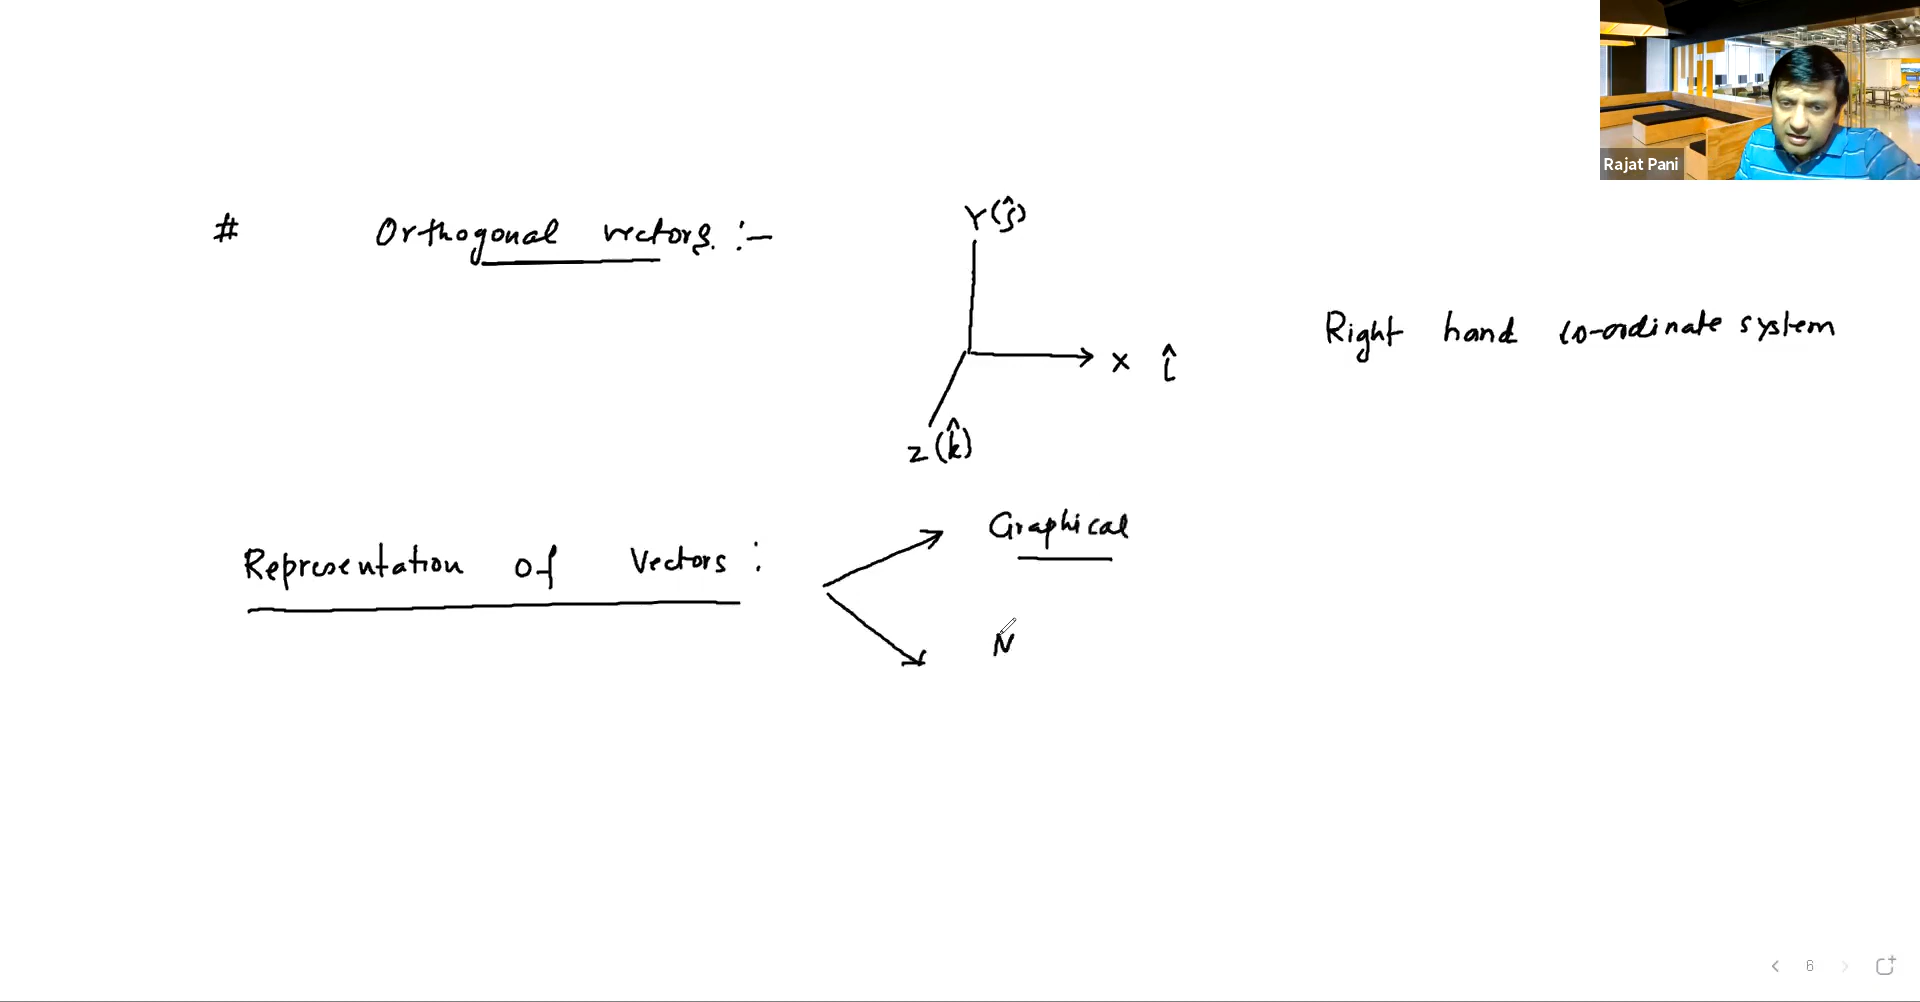 Rajat Pani
# Orthogonal vectors :-
Y(ĵ)
X î
Z(k̂)
Right hand co-ordinate system
Representation of Vectors :
Graphical
N
6